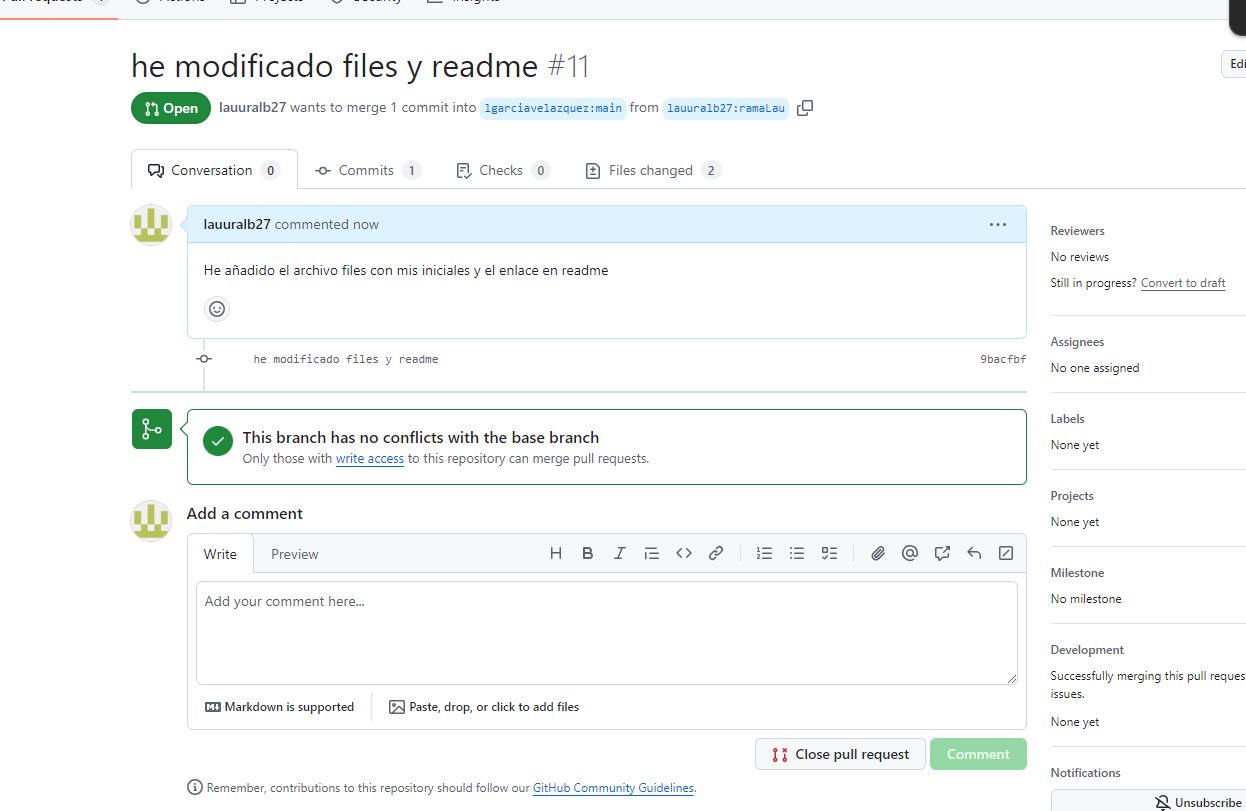 Pull requests Actions Projects Security Insights
he modificado files y readme #11
Edi
Open lauuralb27 wants to merge 1 commit into lgarciavelazquez:main from lauuralb27:ramaLau
Conversation 0 Commits 1 Checks 0 Files changed 2
lauuralb27 commented now
He añadido el archivo files con mis iniciales y el enlace en readme
he modificado files y readme 9bacfbf
This branch has no conflicts with the base branch
Only those with write access to this repository can merge pull requests.
Add a comment
Write Preview
Add your comment here...
Markdown is supported Paste, drop, or click to add files
Close pull request Comment
Remember, contributions to this repository should follow our GitHub Community Guidelines.
Reviewers
No reviews
Still in progress? Convert to draft
Assignees
No one assigned
Labels
None yet
Projects
None yet
Milestone
No milestone
Development
Successfully merging this pull reques
issues.
None yet
Notifications
Unsubscribe